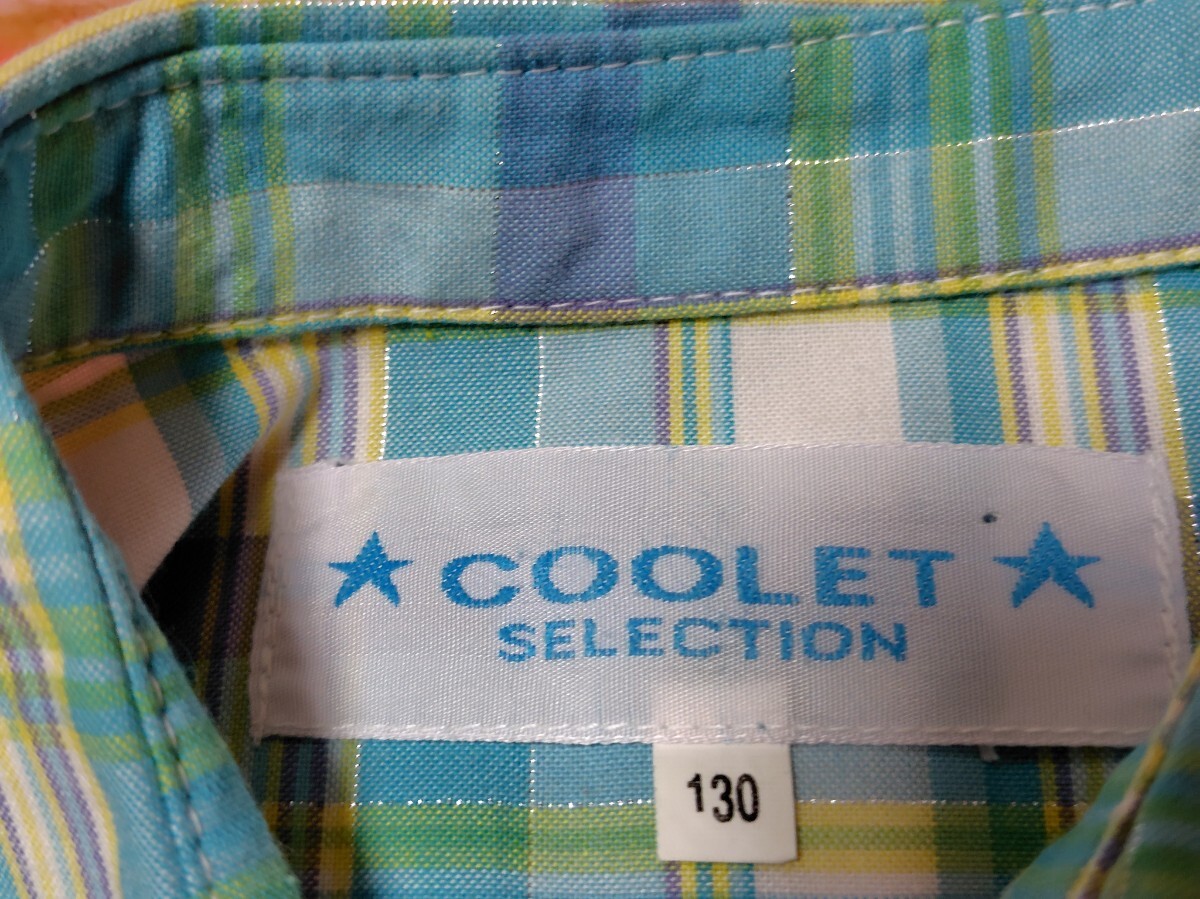 ★ COOLET ★
SELECTION
130